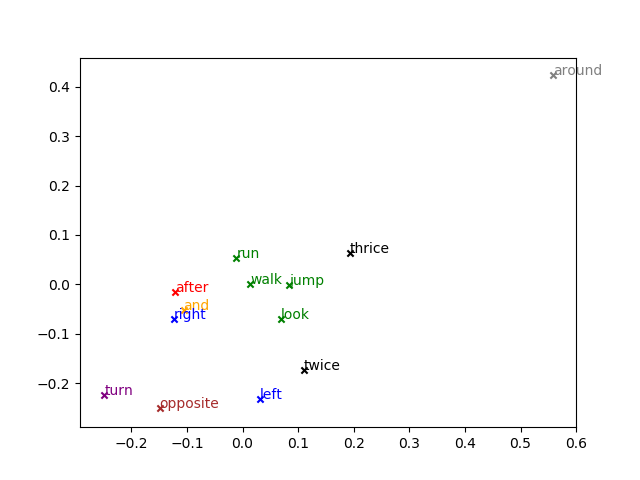 around
0.4
0.3
0.2
0.1
thrice
run
walk
jump
0.0
after
and
right
look
−0.1
twice
−0.2
turn
left
opposite
−0.2
−0.1
0.0
0.1
0.2
0.3
0.4
0.5
0.6